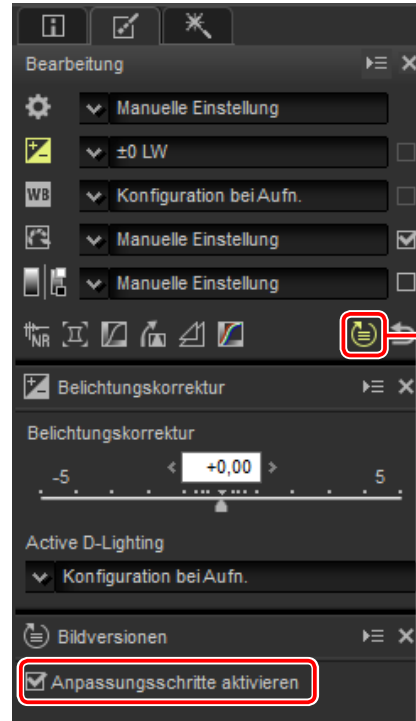 Bearbeitung
Manuelle Einstellung
±0 LW
WB
Konfiguration bei Aufn.
Manuelle Einstellung
Manuelle Einstellung
NR
Belichtungskorrektur
Belichtungskorrektur
-5 +0,00 5
Active D-Lighting
Konfiguration bei Aufn.
Bildversionen
Anpassungsschritte aktivieren